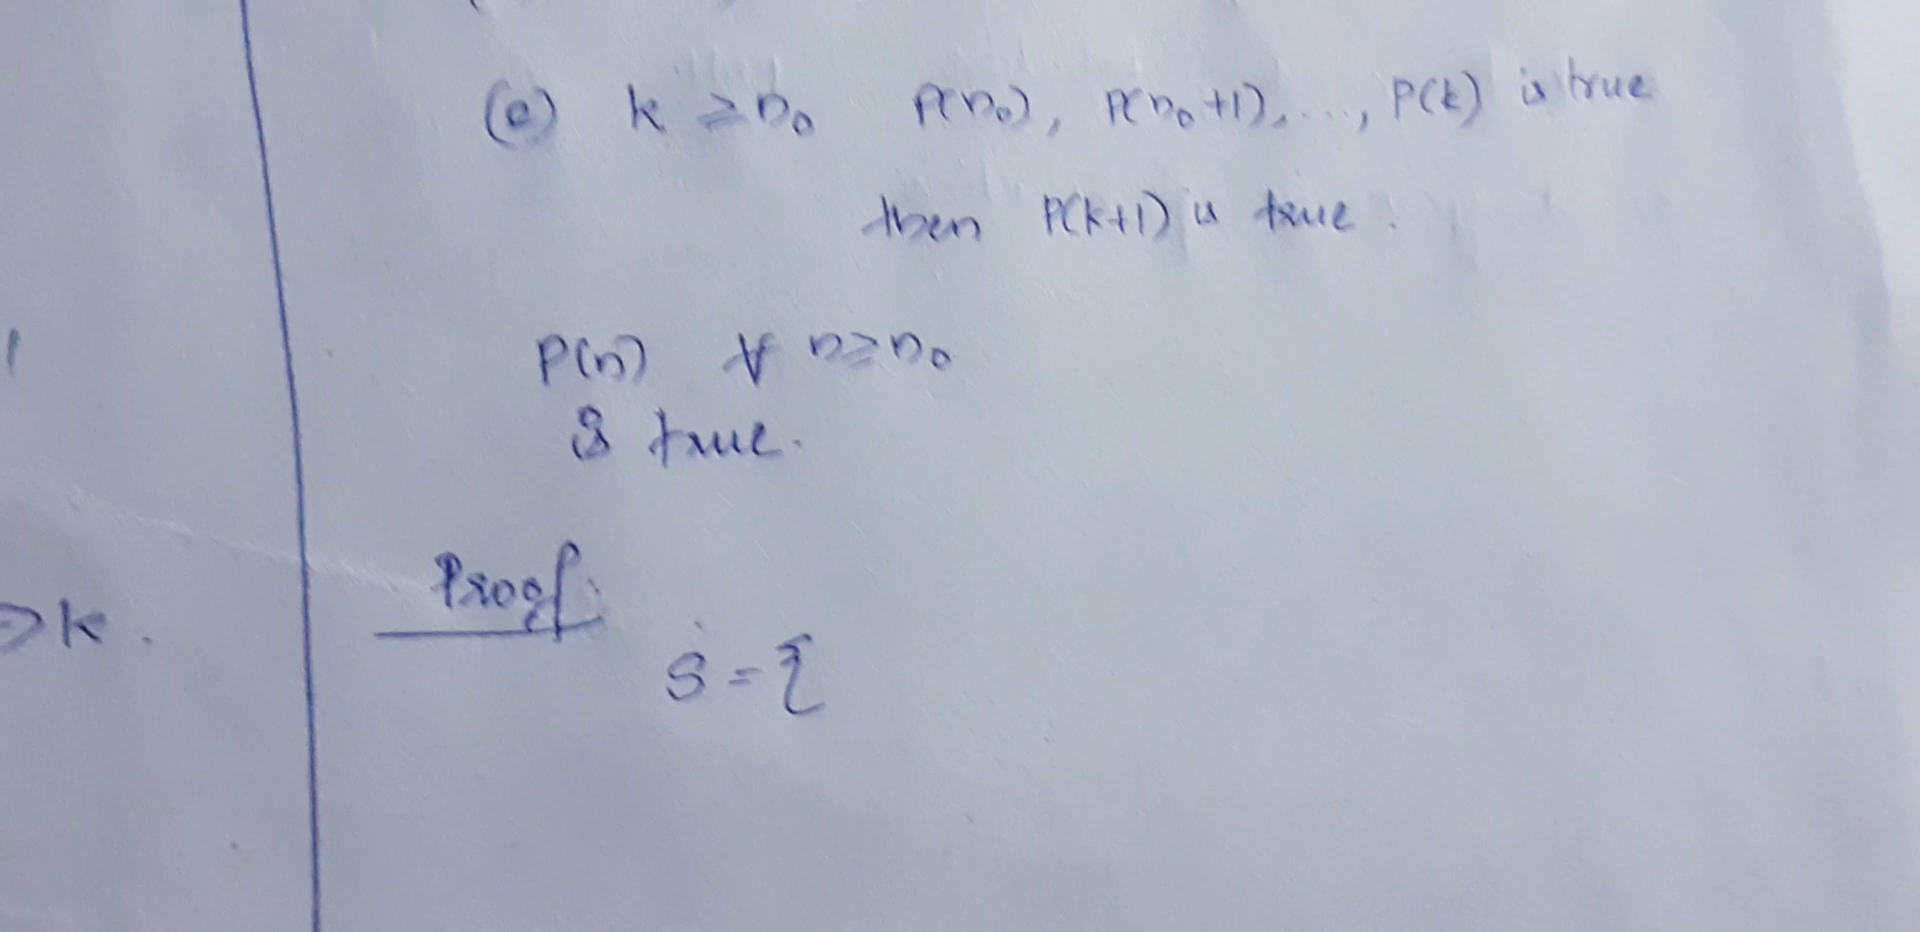 (e) k ≥ n₀ P(n₀), P(n₀+1), ..., P(k) is true
then P(k+1) is true.
P(n) ∀ n≥n₀
is true.
Proof:
⇒k.
S = {